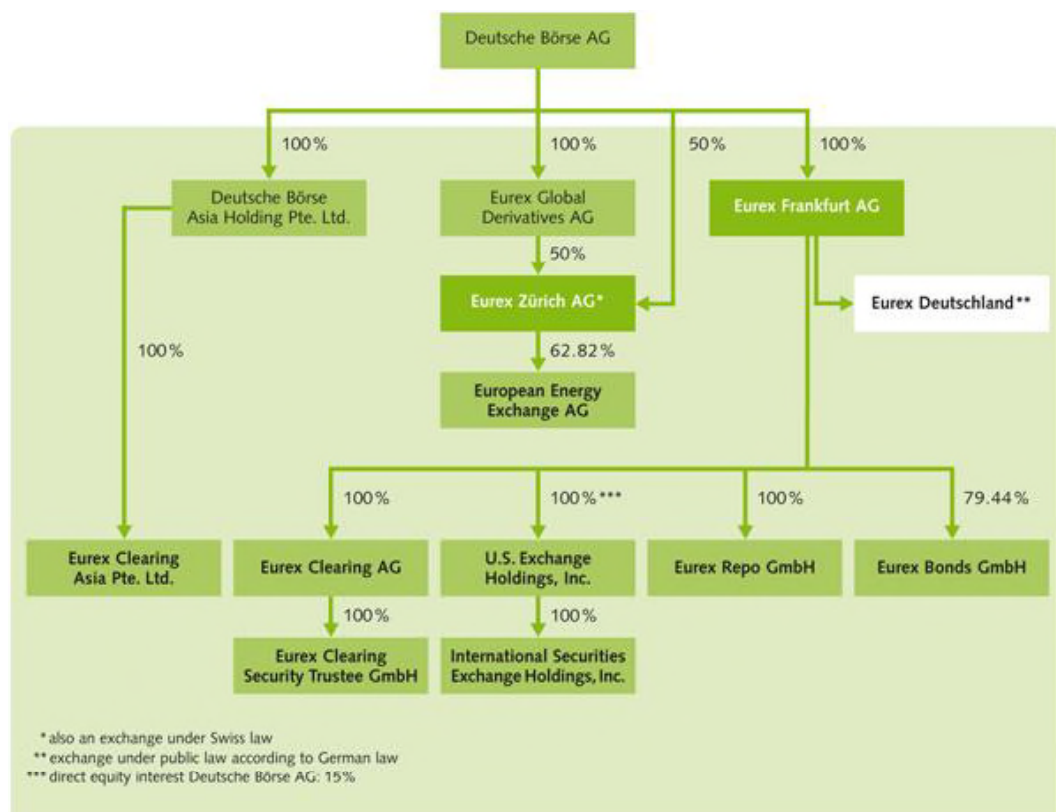 Deutsche Börse AG
100%
100%
50%
100%
Deutsche Börse
Asia Holding Pte. Ltd.
Eurex Global
Derivatives AG
Eurex Frankfurt AG
50%
Eurex Zürich AG*
Eurex Deutschland**
100%
62.82%
European Energy
Exchange AG
100%
100%***
100%
79.44%
Eurex Clearing
Asia Pte. Ltd.
Eurex Clearing AG
U.S. Exchange
Holdings, Inc.
Eurex Repo GmbH
Eurex Bonds GmbH
100%
100%
Eurex Clearing
Security Trustee GmbH
International Securities
Exchange Holdings, Inc.
* also an exchange under Swiss law
** exchange under public law according to German law
*** direct equity interest Deutsche Börse AG: 15%